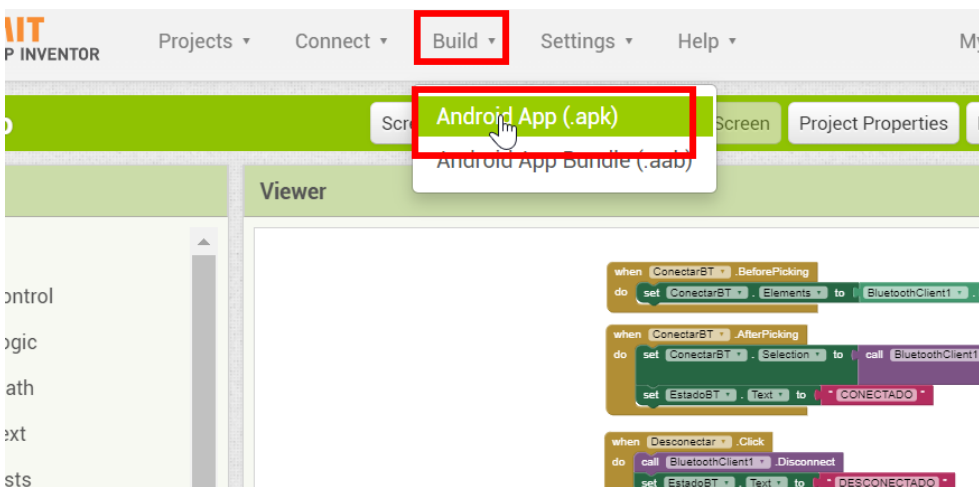 MIT
P INVENTOR
Projects
Connect
Build
Settings
Help
My
Scre
Android App (.apk)
Screen
Project Properties
Android App Bundle (.aab)
Viewer
ontrol
ogic
ath
ext
sts
when ConectarBT .BeforePicking
do set ConectarBT . Elements to BluetoothClient1 .
when ConectarBT .AfterPicking
do set ConectarBT . Selection to call BluetoothClient1
set EstadoBT . Text to " CONECTADO "
when Desconectar .Click
do call BluetoothClient1 .Disconnect
set EstadoBT . Text to " DESCONECTADO "